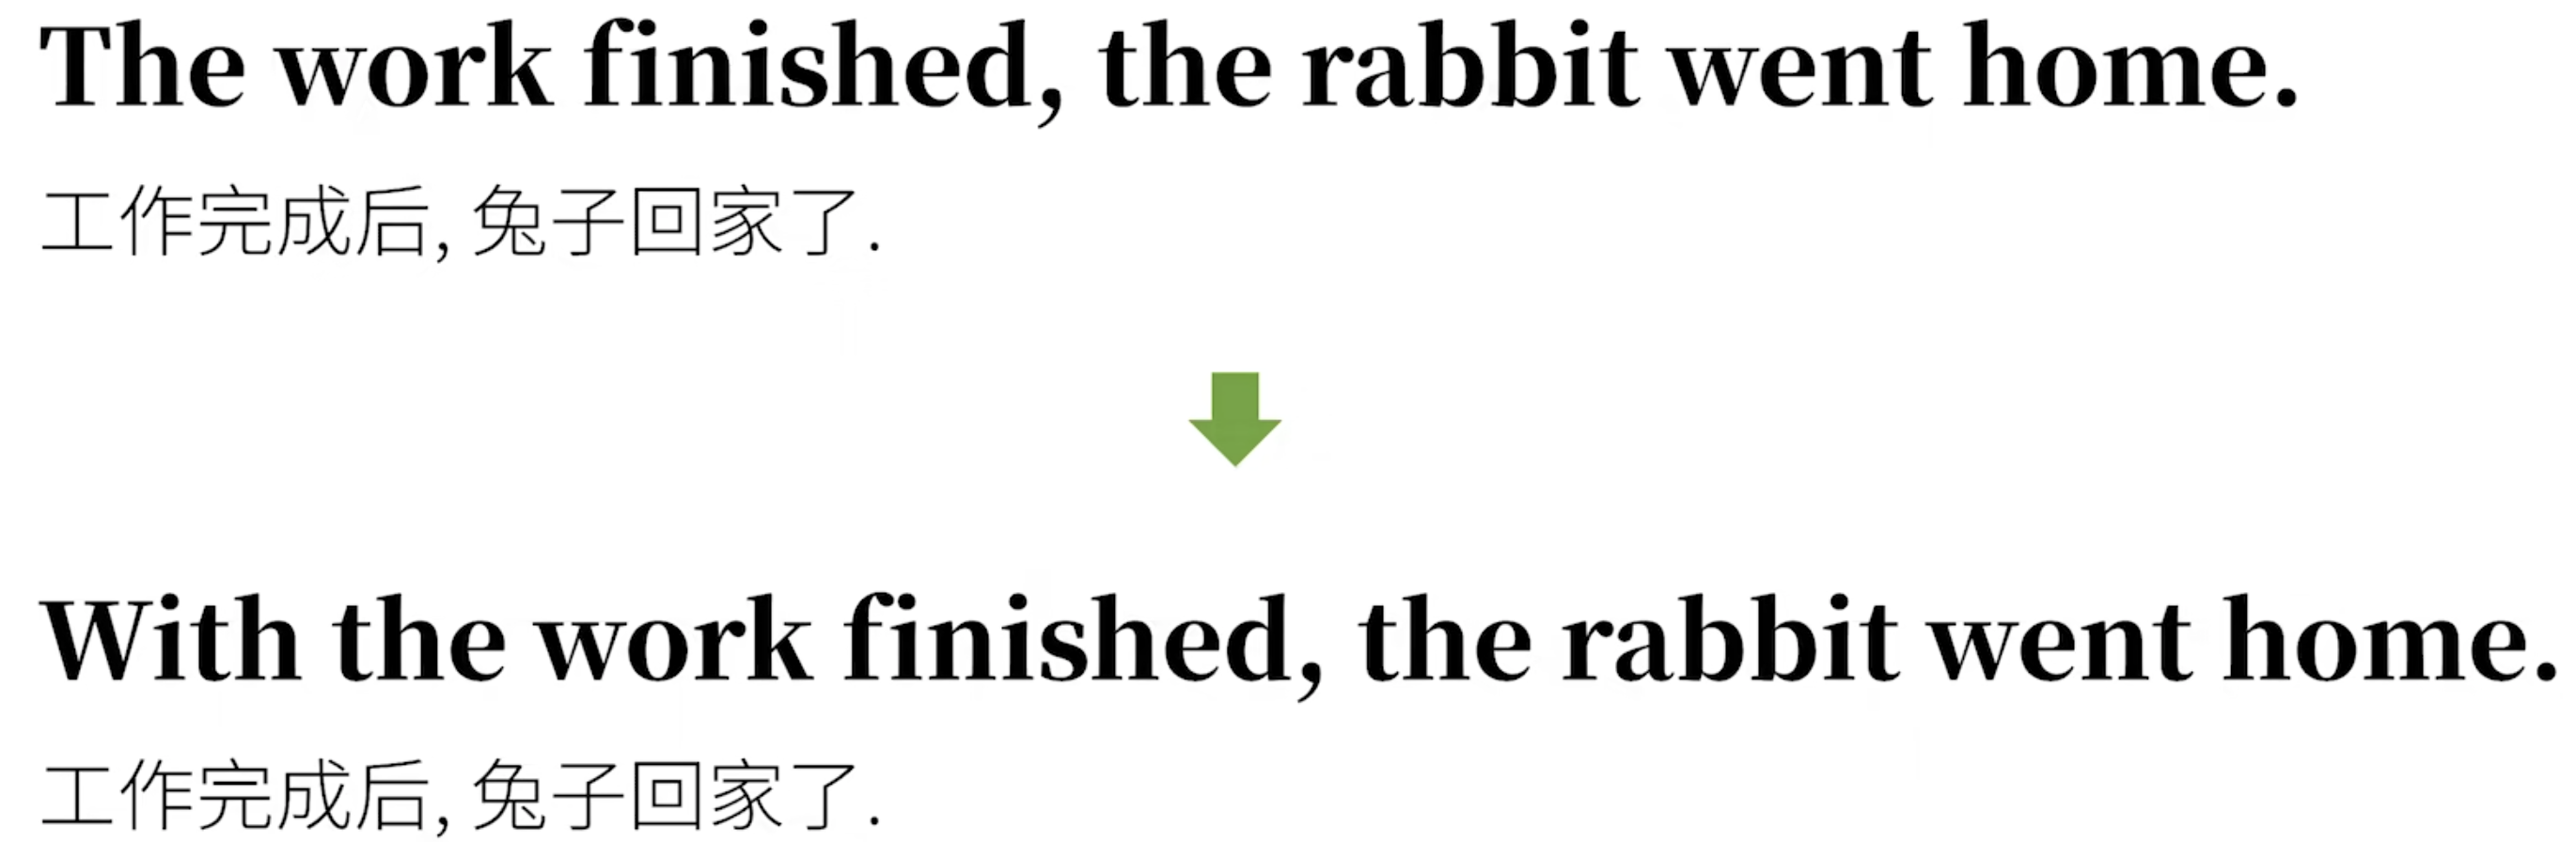 The work finished, the rabbit went home.
工作完成后, 兔子回家了.
With the work finished, the rabbit went home.
工作完成后, 兔子回家了.